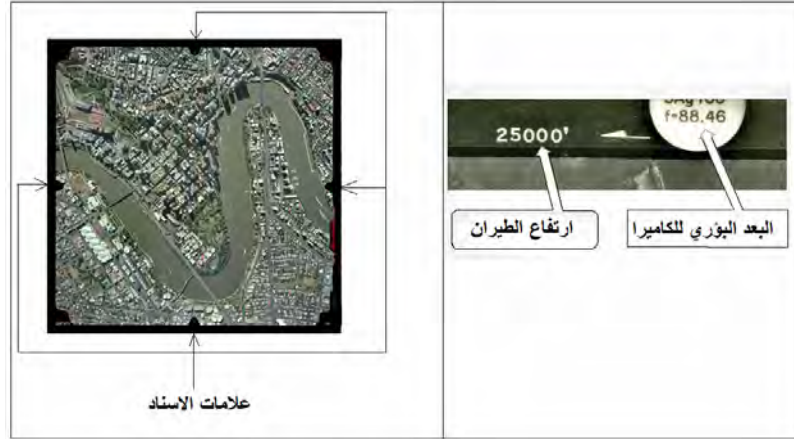 علامات الاسناد
f=88.46
25000'
ارتفاع الطيران
البعد البؤري للكاميرا